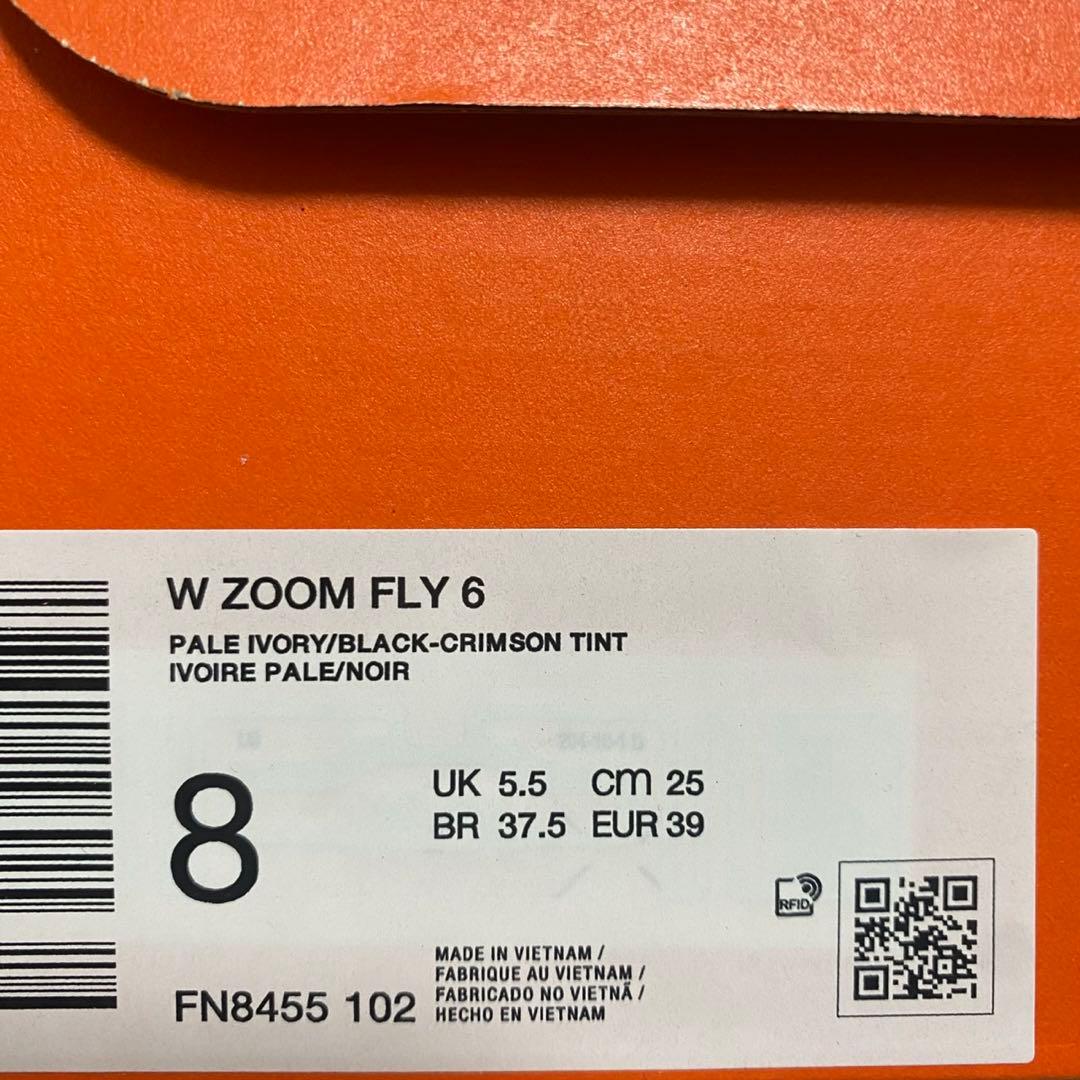 W ZOOM FLY 6
PALE IVORY/BLACK-CRIMSON TINT
IVOIRE PALE/NOIR
8
UK 5.5 cm 25
BR 37.5 EUR 39
RFID
MADE IN VIETNAM /
FABRIQUE AU VIETNAM /
FABRICADO NO VIETNÃ /
HECHO EN VIETNAM
FN8455 102